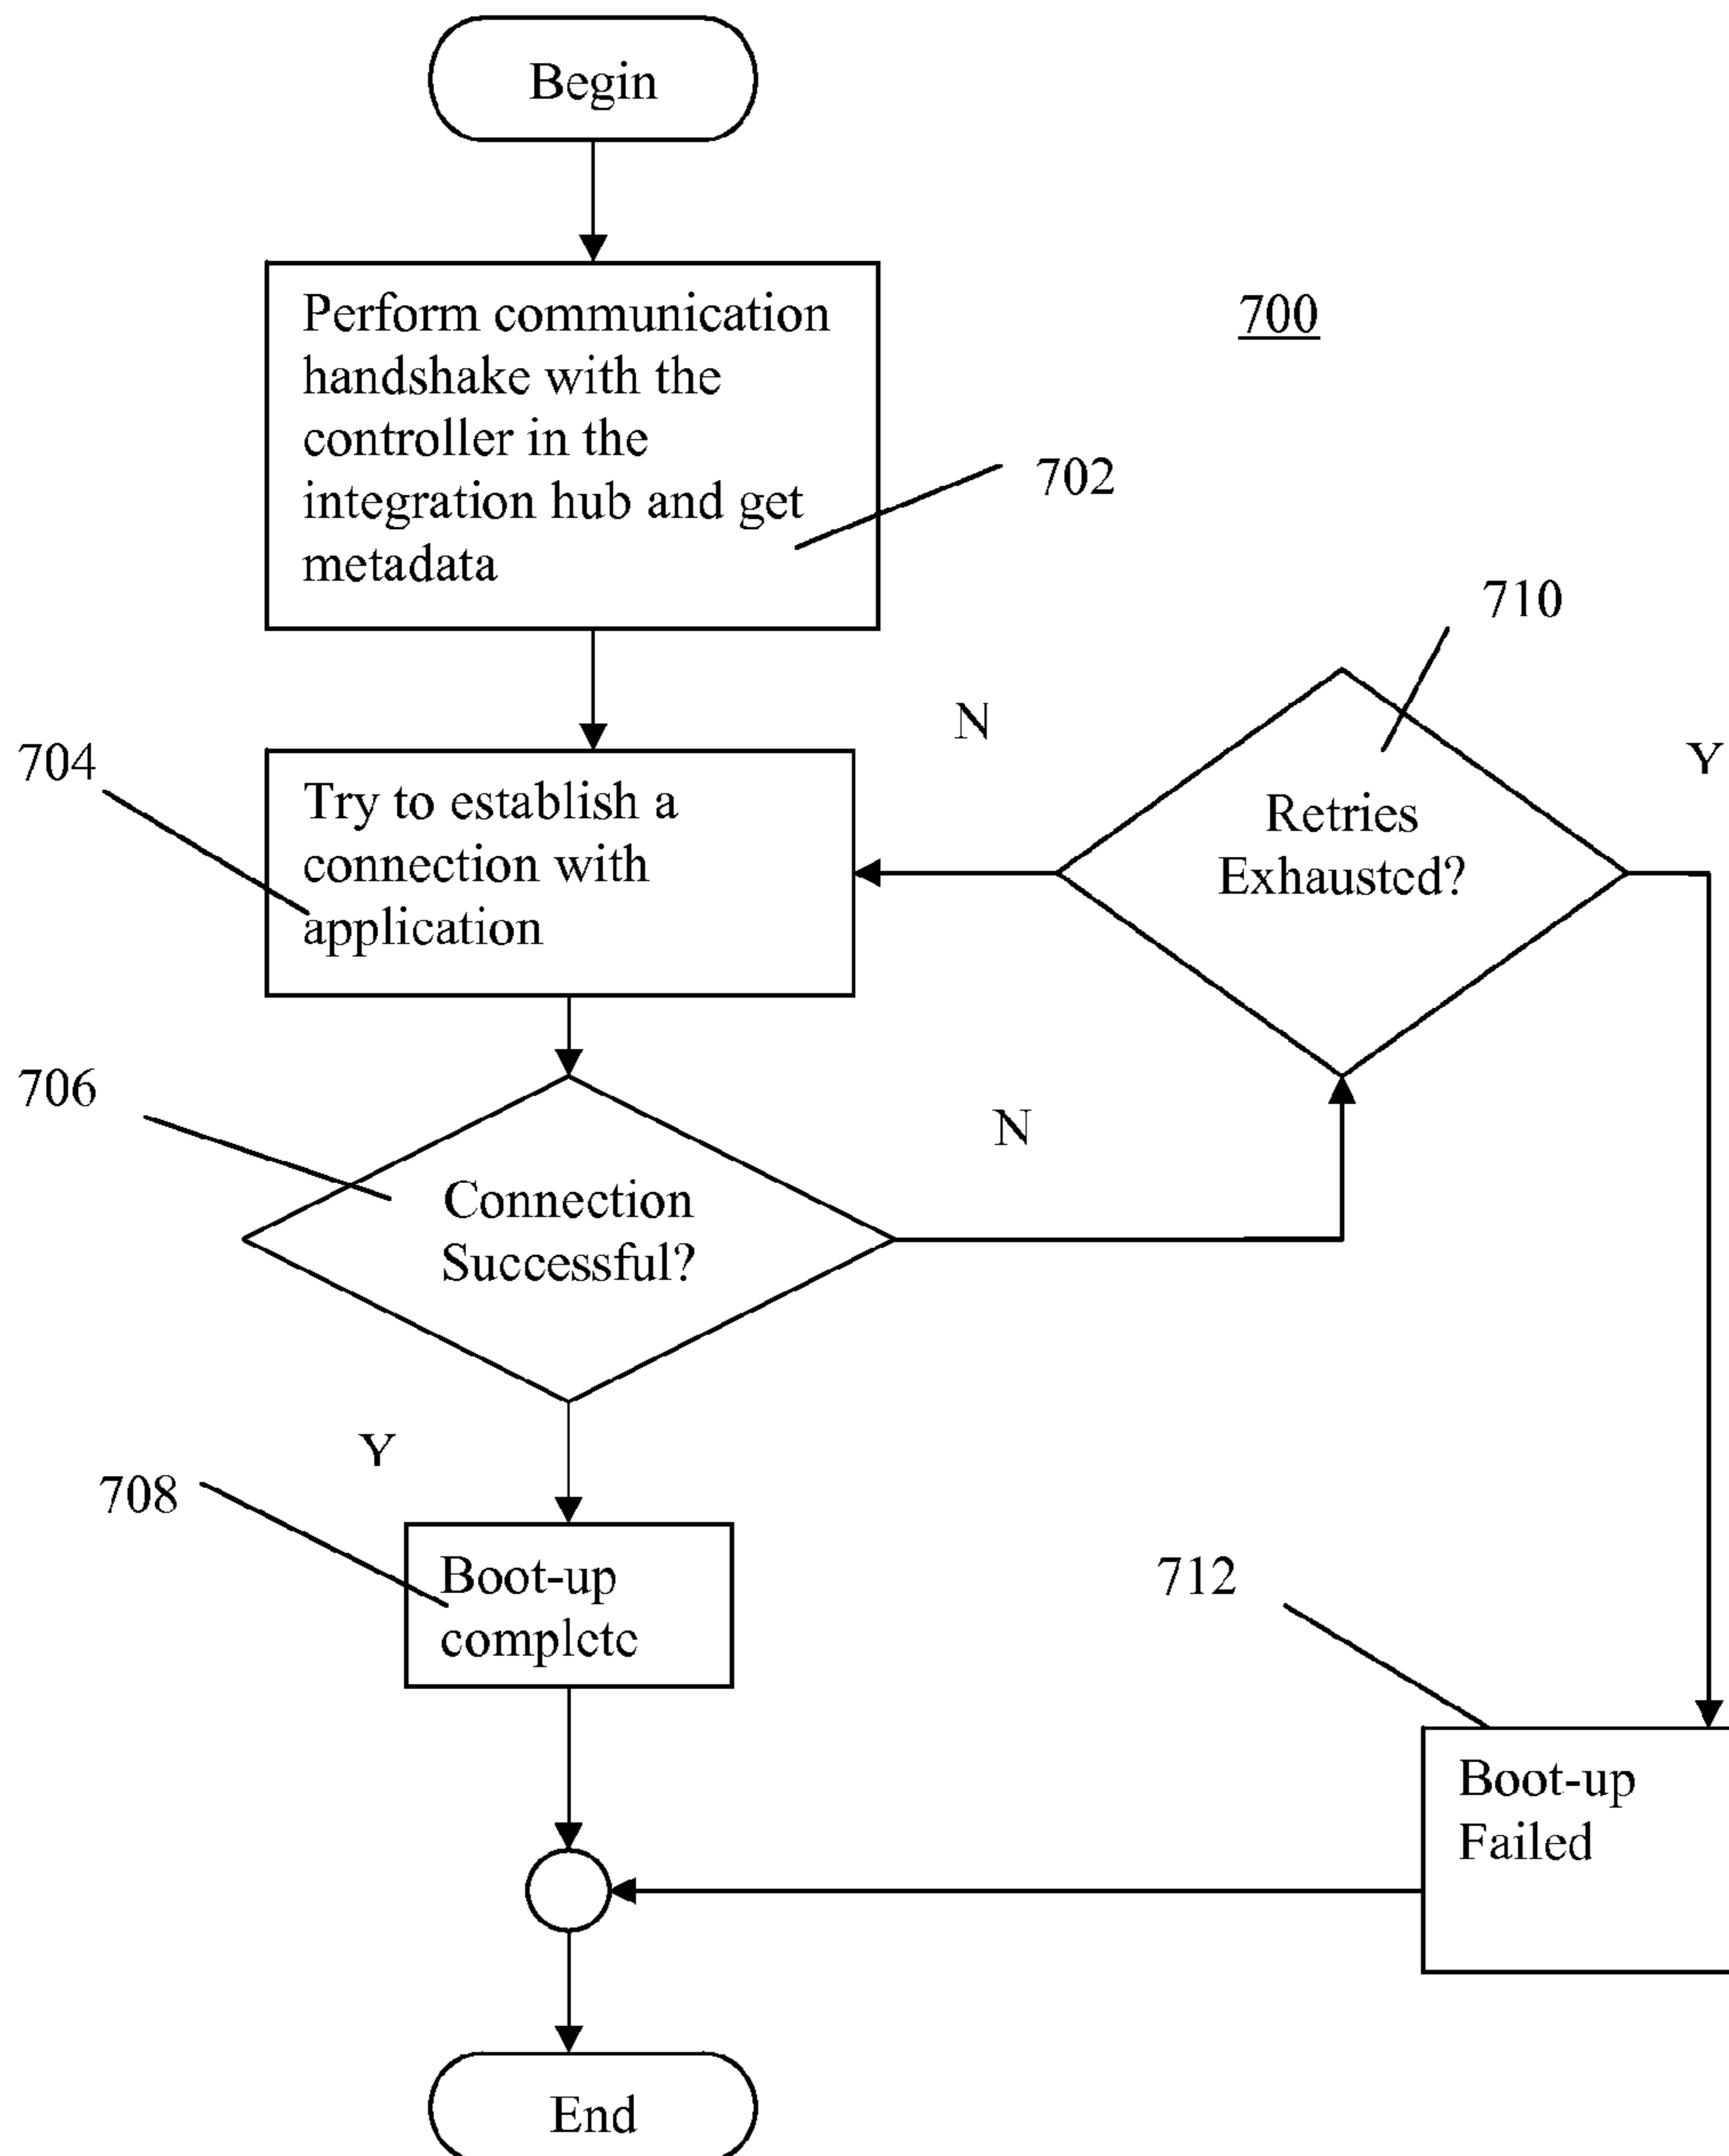 Begin
Perform communication
handshake with the
controller in the
integration hub and get
metadata
700
702
710
N
Y
704
Try to establish a
connection with
application
Retries
Exhausted?
706
N
Connection
Successful?
Y
708
Boot-up
complete
712
Boot-up
Failed
End